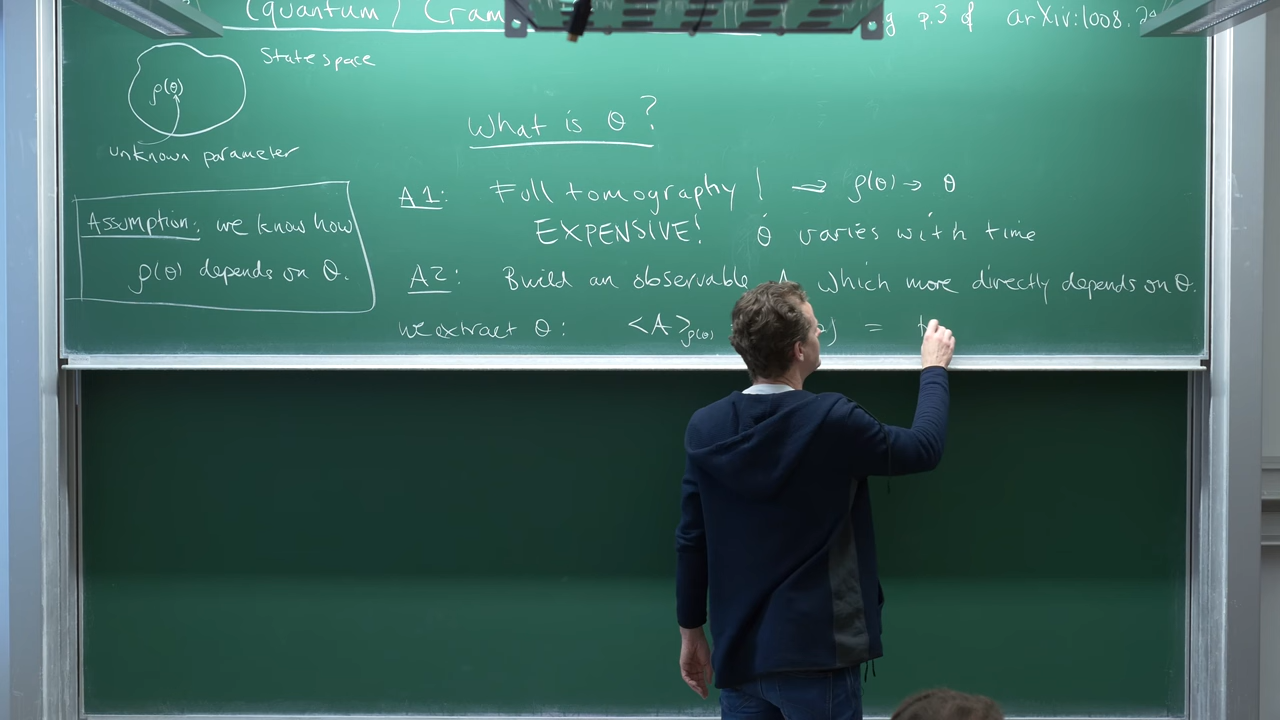 (quantum) Cram
g p.3 of arXiv:1008.
State space
ρ(θ)
unknown parameter
What is θ?
Assumption: we know how
ρ(θ) depends on θ.
A1: Full tomography! → ρ(θ) → θ
EXPENSIVE! θ varies with time
A2: Build an observable A which more directly depends on θ.
we extract θ: <A>ρ(θ) =